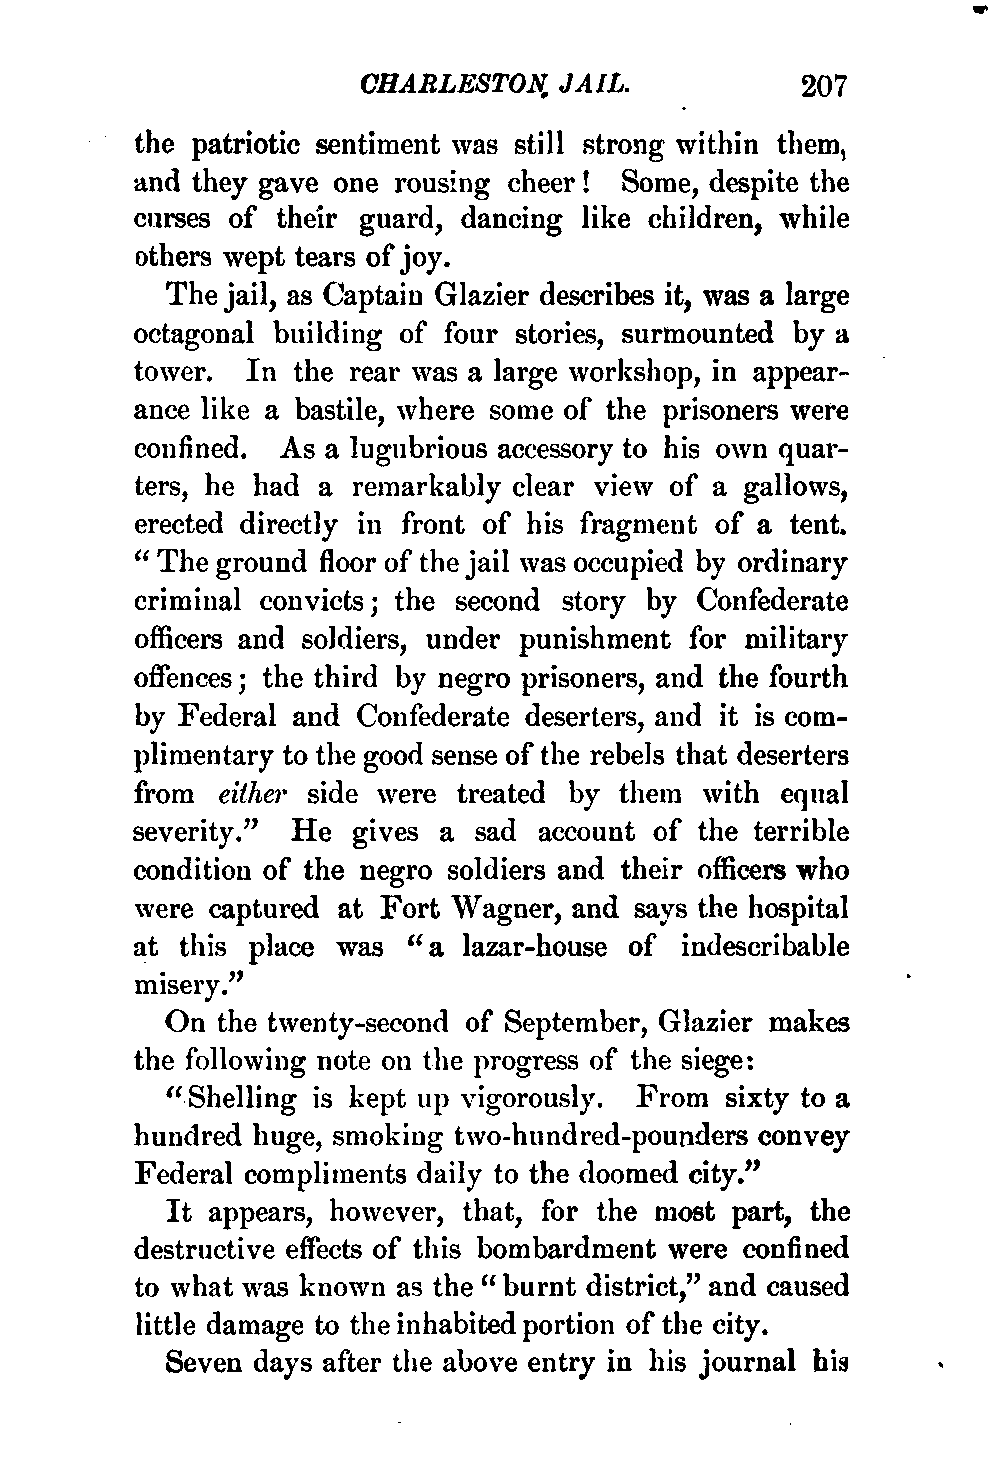 CHARLESTON, JAIL. 207
the patriotic sentiment was still strong within them,
and they gave one rousing cheer! Some, despite the
curses of their guard, dancing like children, while
others wept tears of joy.
The jail, as Captain Glazier describes it, was a large
octagonal building of four stories, surmounted by a
tower. In the rear was a large workshop, in appear-
ance like a bastile, where some of the prisoners were
confined. As a lugubrious accessory to his own quar-
ters, he had a remarkably clear view of a gallows,
erected directly in front of his fragment of a tent.
“The ground floor of the jail was occupied by ordinary
criminal convicts; the second story by Confederate
officers and soldiers, under punishment for military
offences; the third by negro prisoners, and the fourth
by Federal and Confederate deserters, and it is com-
plimentary to the good sense of the rebels that deserters
from either side were treated by them with equal
severity.” He gives a sad account of the terrible
condition of the negro soldiers and their officers who
were captured at Fort Wagner, and says the hospital
at this place was “a lazar-house of indescribable
misery.”
On the twenty-second of September, Glazier makes
the following note on the progress of the siege:
“Shelling is kept up vigorously. From sixty to a
hundred huge, smoking two-hundred-pounders convey
Federal compliments daily to the doomed city.”
It appears, however, that, for the most part, the
destructive effects of this bombardment were confined
to what was known as the “burnt district,” and caused
little damage to the inhabited portion of the city.
Seven days after the above entry in his journal his